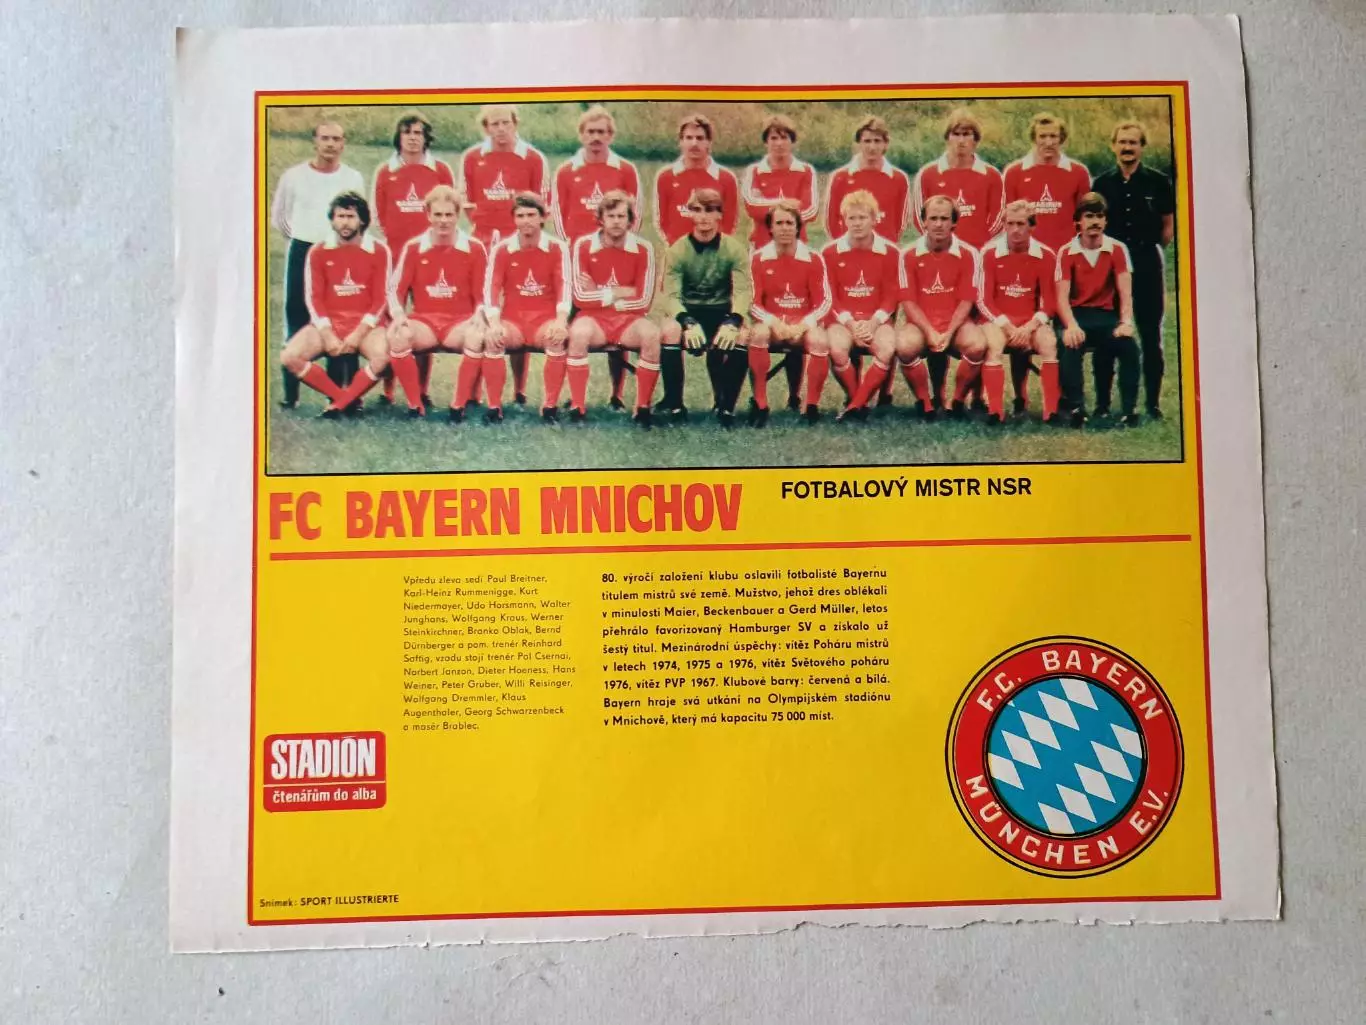 FC BAYERN MNICHOV
FOTBALOVÝ MISTR NSR
Vpředu zleva sedí Paul Breitner,
Karl-Heinz Rummenigge, Kurt
Niedermayer, Udo Horsmann, Walter
Junghans, Wolfgang Kraus, Werner
Steinkirchner, Branko Oblak, Bernd
Dürnberger a pom. trenér Reinhard
Saftig, vzadu stojí trenér Pal Csernai,
Norbert Janzon, Dieter Hoeness, Hans
Weiner, Peter Gruber, Willi Reisinger,
Wolfgang Dremmler, Klaus
Augenthaler, Georg Schwarzenbeck
a masér Brablec.
80. výročí založení klubu oslavili fotbalisté Bayernu
titulem mistrů své země. Mužstvo, jehož dres oblékali
v minulosti Maier, Beckenbauer a Gerd Müller, letos
přehrálo favorizovaný Hamburger SV a získalo už
šestý titul. Mezinárodní úspěchy: vítěz Poháru mistrů
v letech 1974, 1975 a 1976, vítěz Světového poháru
1976, vítěz PVP 1967. Klubové barvy: červená a bílá.
Bayern hraje svá utkání na Olympijském stadiónu
v Mnichově, který má kapacitu 75 000 míst.
STADIÓN
čtenářům do alba
F.C. BAYERN
MÜNCHEN E.V.
Snímek: SPORT ILLUSTRIERTE